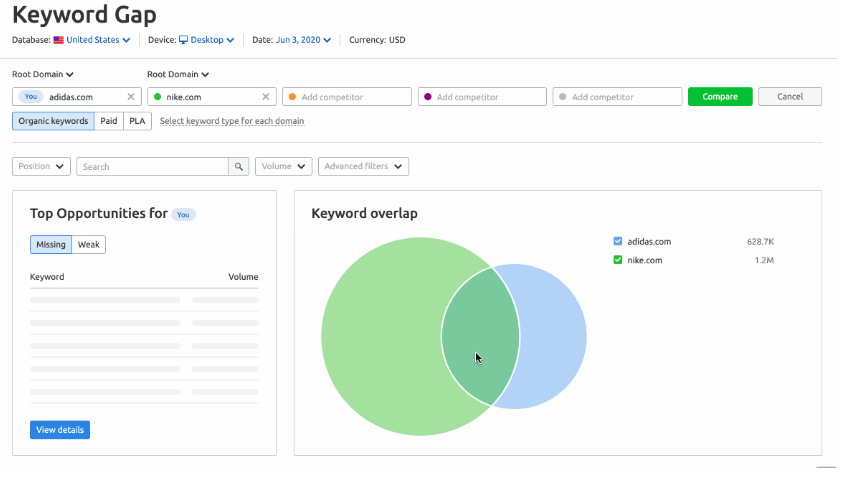 Keyword Gap
Database: United States Device: Desktop Date: Jun 3, 2020 Currency: USD
Root Domain Root Domain
You adidas.com nike.com Add competitor Add competitor Add competitor Compare Cancel
Organic keywords Paid PLA Select keyword type for each domain
Position Search Volume Advanced filters
Top Opportunities for You
Missing Weak
Keyword Volume
View details
Keyword overlap
adidas.com 628.7K
nike.com 1.2M